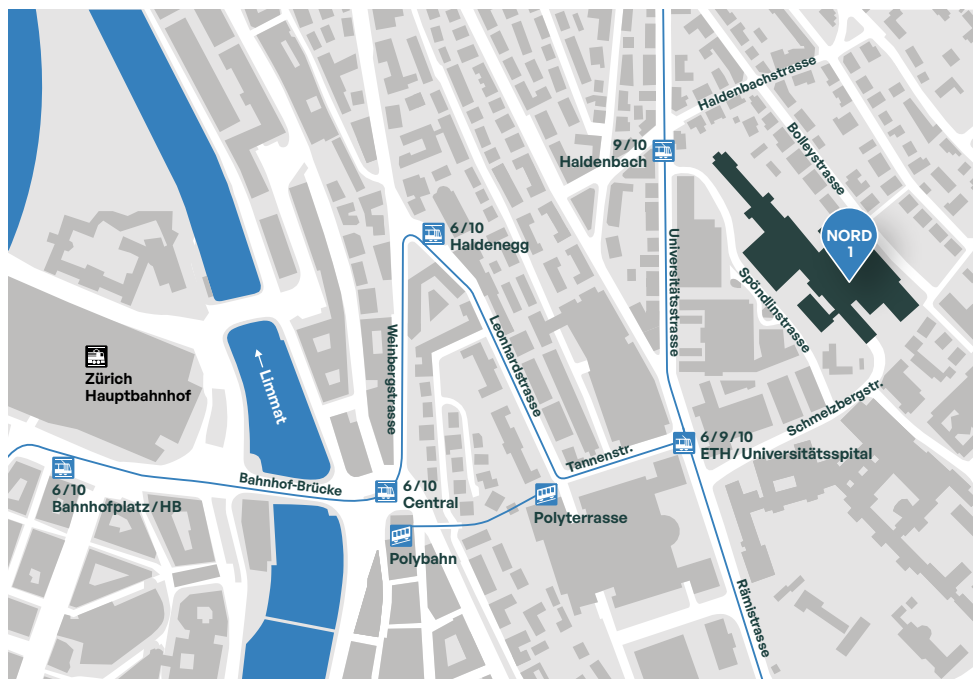 Haldenbachstrasse
Bolleystrasse
9/10
Haldenbach
6/10
Haldenegg
NORD
1
Universitätsstrasse
Spöndlinstrasse
Weinbergstrasse
Leonhardstrasse
Zürich
Hauptbahnhof
← Limmat
Schmelzbergstr.
6/9/10
ETH/Universitätsspital
Tannenstr.
6/10
Bahnhofplatz/HB
Bahnhof-Brücke
6/10
Central
Polyterrasse
Polybahn
Rämistrasse